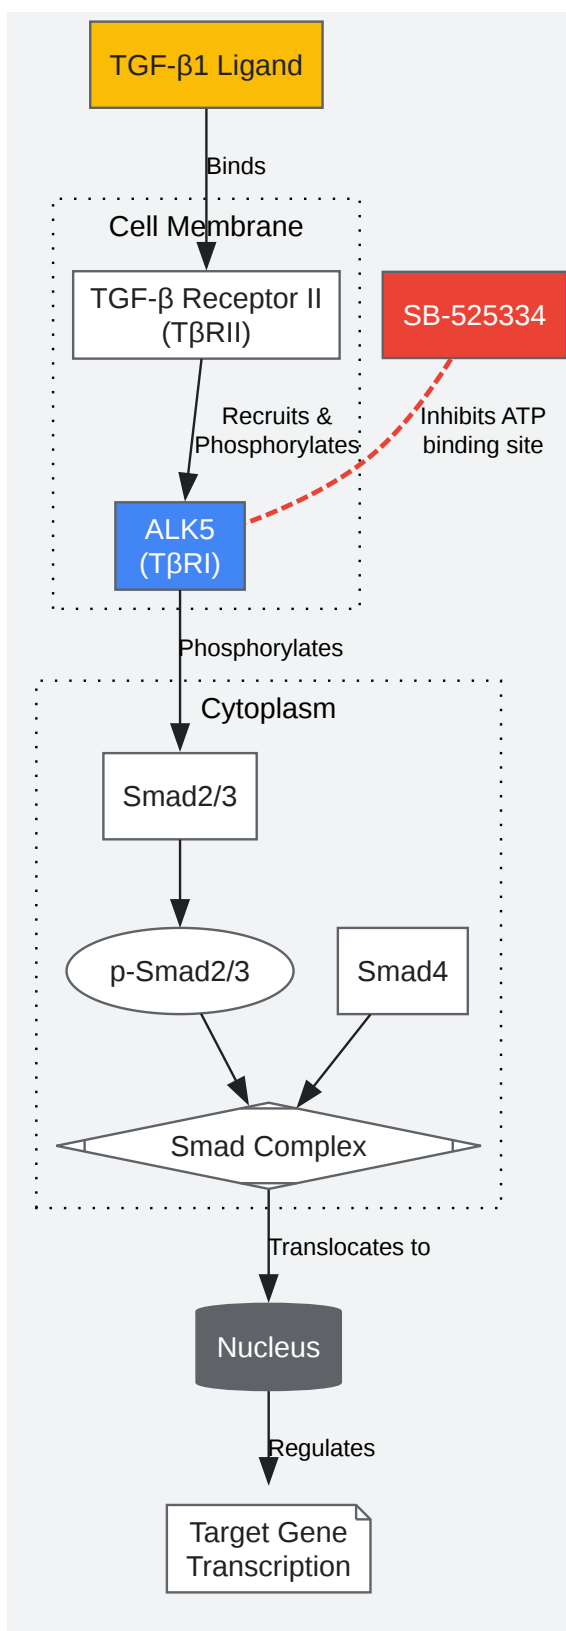 TGF-β1 Ligand
Binds
Cell Membrane
TGF-β Receptor II
(TβRII)
SB-525334
Recruits &
Phosphorylates
Inhibits ATP
binding site
ALK5
(TβRI)
Phosphorylates
Cytoplasm
Smad2/3
p-Smad2/3
Smad4
Smad Complex
Translocates to
Nucleus
Regulates
Target Gene
Transcription